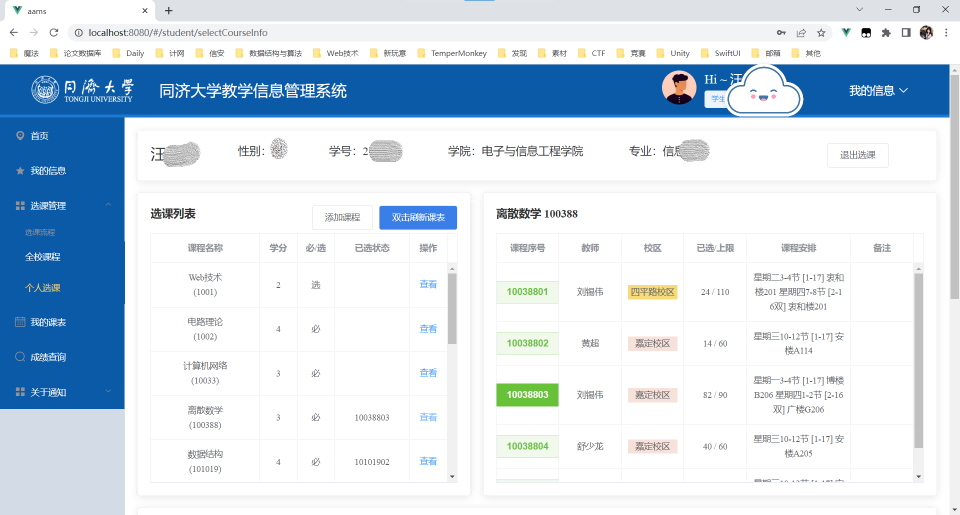 aams
localhost:8080/#/student/selectCourseInfo
魔法 论文数据库 Daily 计网 信安 数据结构与算法 Web技术 新玩意 TemperMonkey 发现 素材 CTF 竞赛 Unity SwiftUI 邮箱 其他
同济大学
TONGJI UNIVERSITY
同济大学教学信息管理系统
Hi ~ 汪
学生
我的信息
首页
我的信息
选课管理
选课流程
全校课程
个人选课
我的课表
成绩查询
关于通知
汪 性别： 学号：2 学院：电子与信息工程学院 专业：信息 退出选课
选课列表 添加课程 双击刷新课表
课程名称 学分 必/选 已选状态 操作
Web技术
(1001) 2 选 查看
电路理论
(1002) 4 必 查看
计算机网络
(10033) 3 必 查看
离散数学
(100388) 3 必 10038803 查看
数据结构
(101019) 4 必 10101902 查看
离散数学 100388
课程序号 教师 校区 已选/上限 课程安排 备注
10038801 刘锡伟 四平路校区 24 / 110
星期二3-4节 [1-17] 衷和
楼201 星期四7-8节 [2-1
6双] 衷和楼201
10038802 黄超 嘉定校区 14 / 60
星期三10-12节 [1-17] 安
楼A114
10038803 刘锡伟 嘉定校区 82 / 90
星期一3-4节 [1-17] 博楼
B206 星期四1-2节 [2-16
双] 广楼G206
10038804 舒少龙 嘉定校区 40 / 60
星期三10-12节 [1-17] 安
楼A205